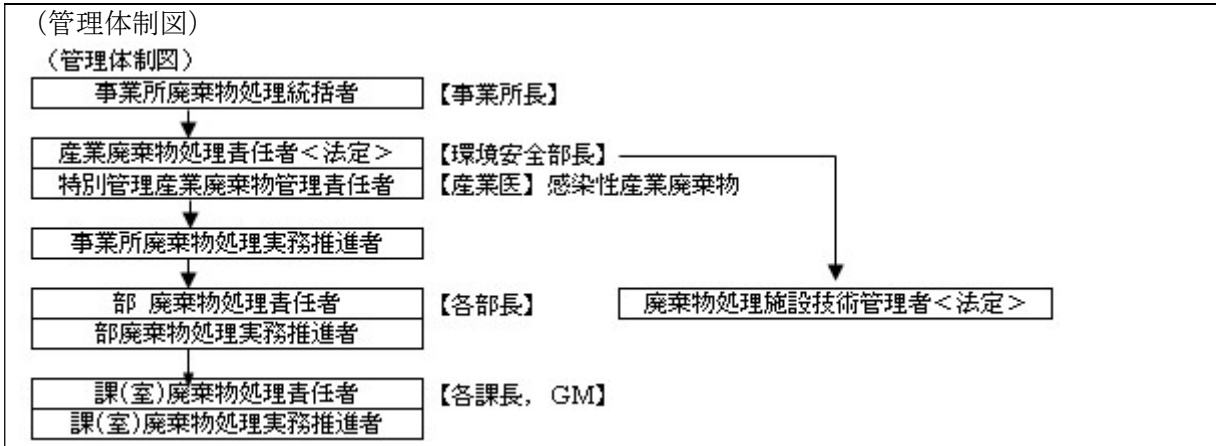 (管理体制図)
(管理体制図)
事業所廃棄物処理統括者 【事業所長】
産業廃棄物処理責任者<法定> 【環境安全部長】
特別管理産業廃棄物管理責任者 【産業医】感染性産業廃棄物
事業所廃棄物処理実務推進者
部 廃棄物処理責任者 【各部長】 廃棄物処理施設技術管理者<法定>
部廃棄物処理実務推進者
課(室)廃棄物処理責任者 【各課長, GM】
課(室)廃棄物処理実務推進者